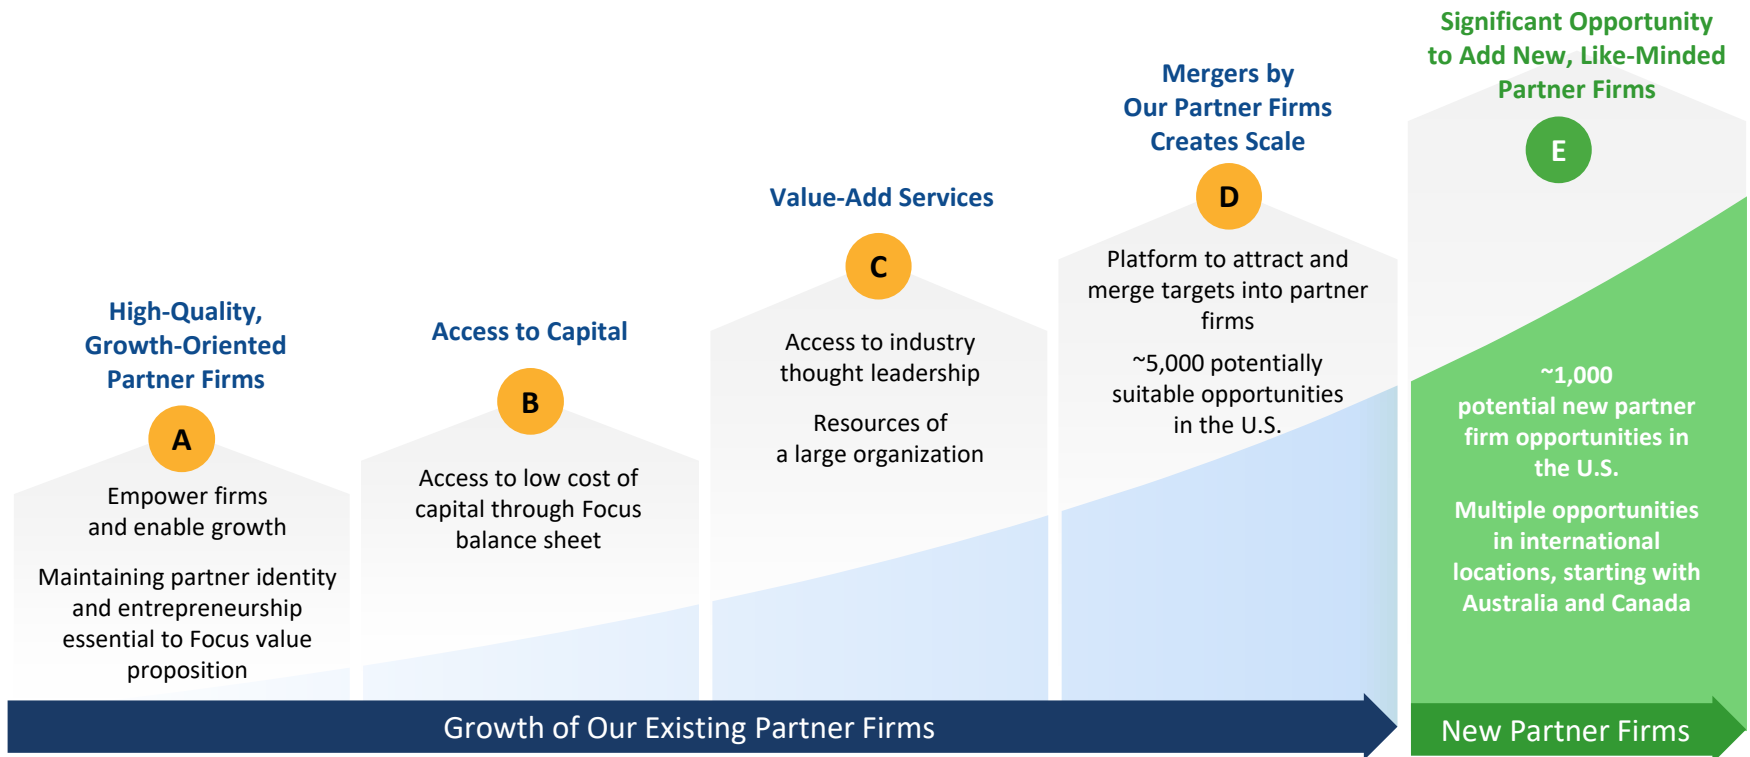 High-Quality,
Growth-Oriented
Partner Firms
A
Empower firms
and enable growth
Maintaining partner identity
and entrepreneurship
essential to Focus value
proposition
Access to Capital
B
Access to low cost of
capital through Focus
balance sheet
Value-Add Services
C
Access to industry
thought leadership
Resources of
a large organization
Mergers by
Our Partner Firms
Creates Scale
D
Platform to attract and
merge targets into partner
firms
~5,000 potentially
suitable opportunities
in the U.S.
Significant Opportunity
to Add New, Like-Minded
Partner Firms
E
~1,000
potential new partner
firm opportunities in
the U.S.
Multiple opportunities
in international
locations, starting with
Australia and Canada
Growth of Our Existing Partner Firms
New Partner Firms